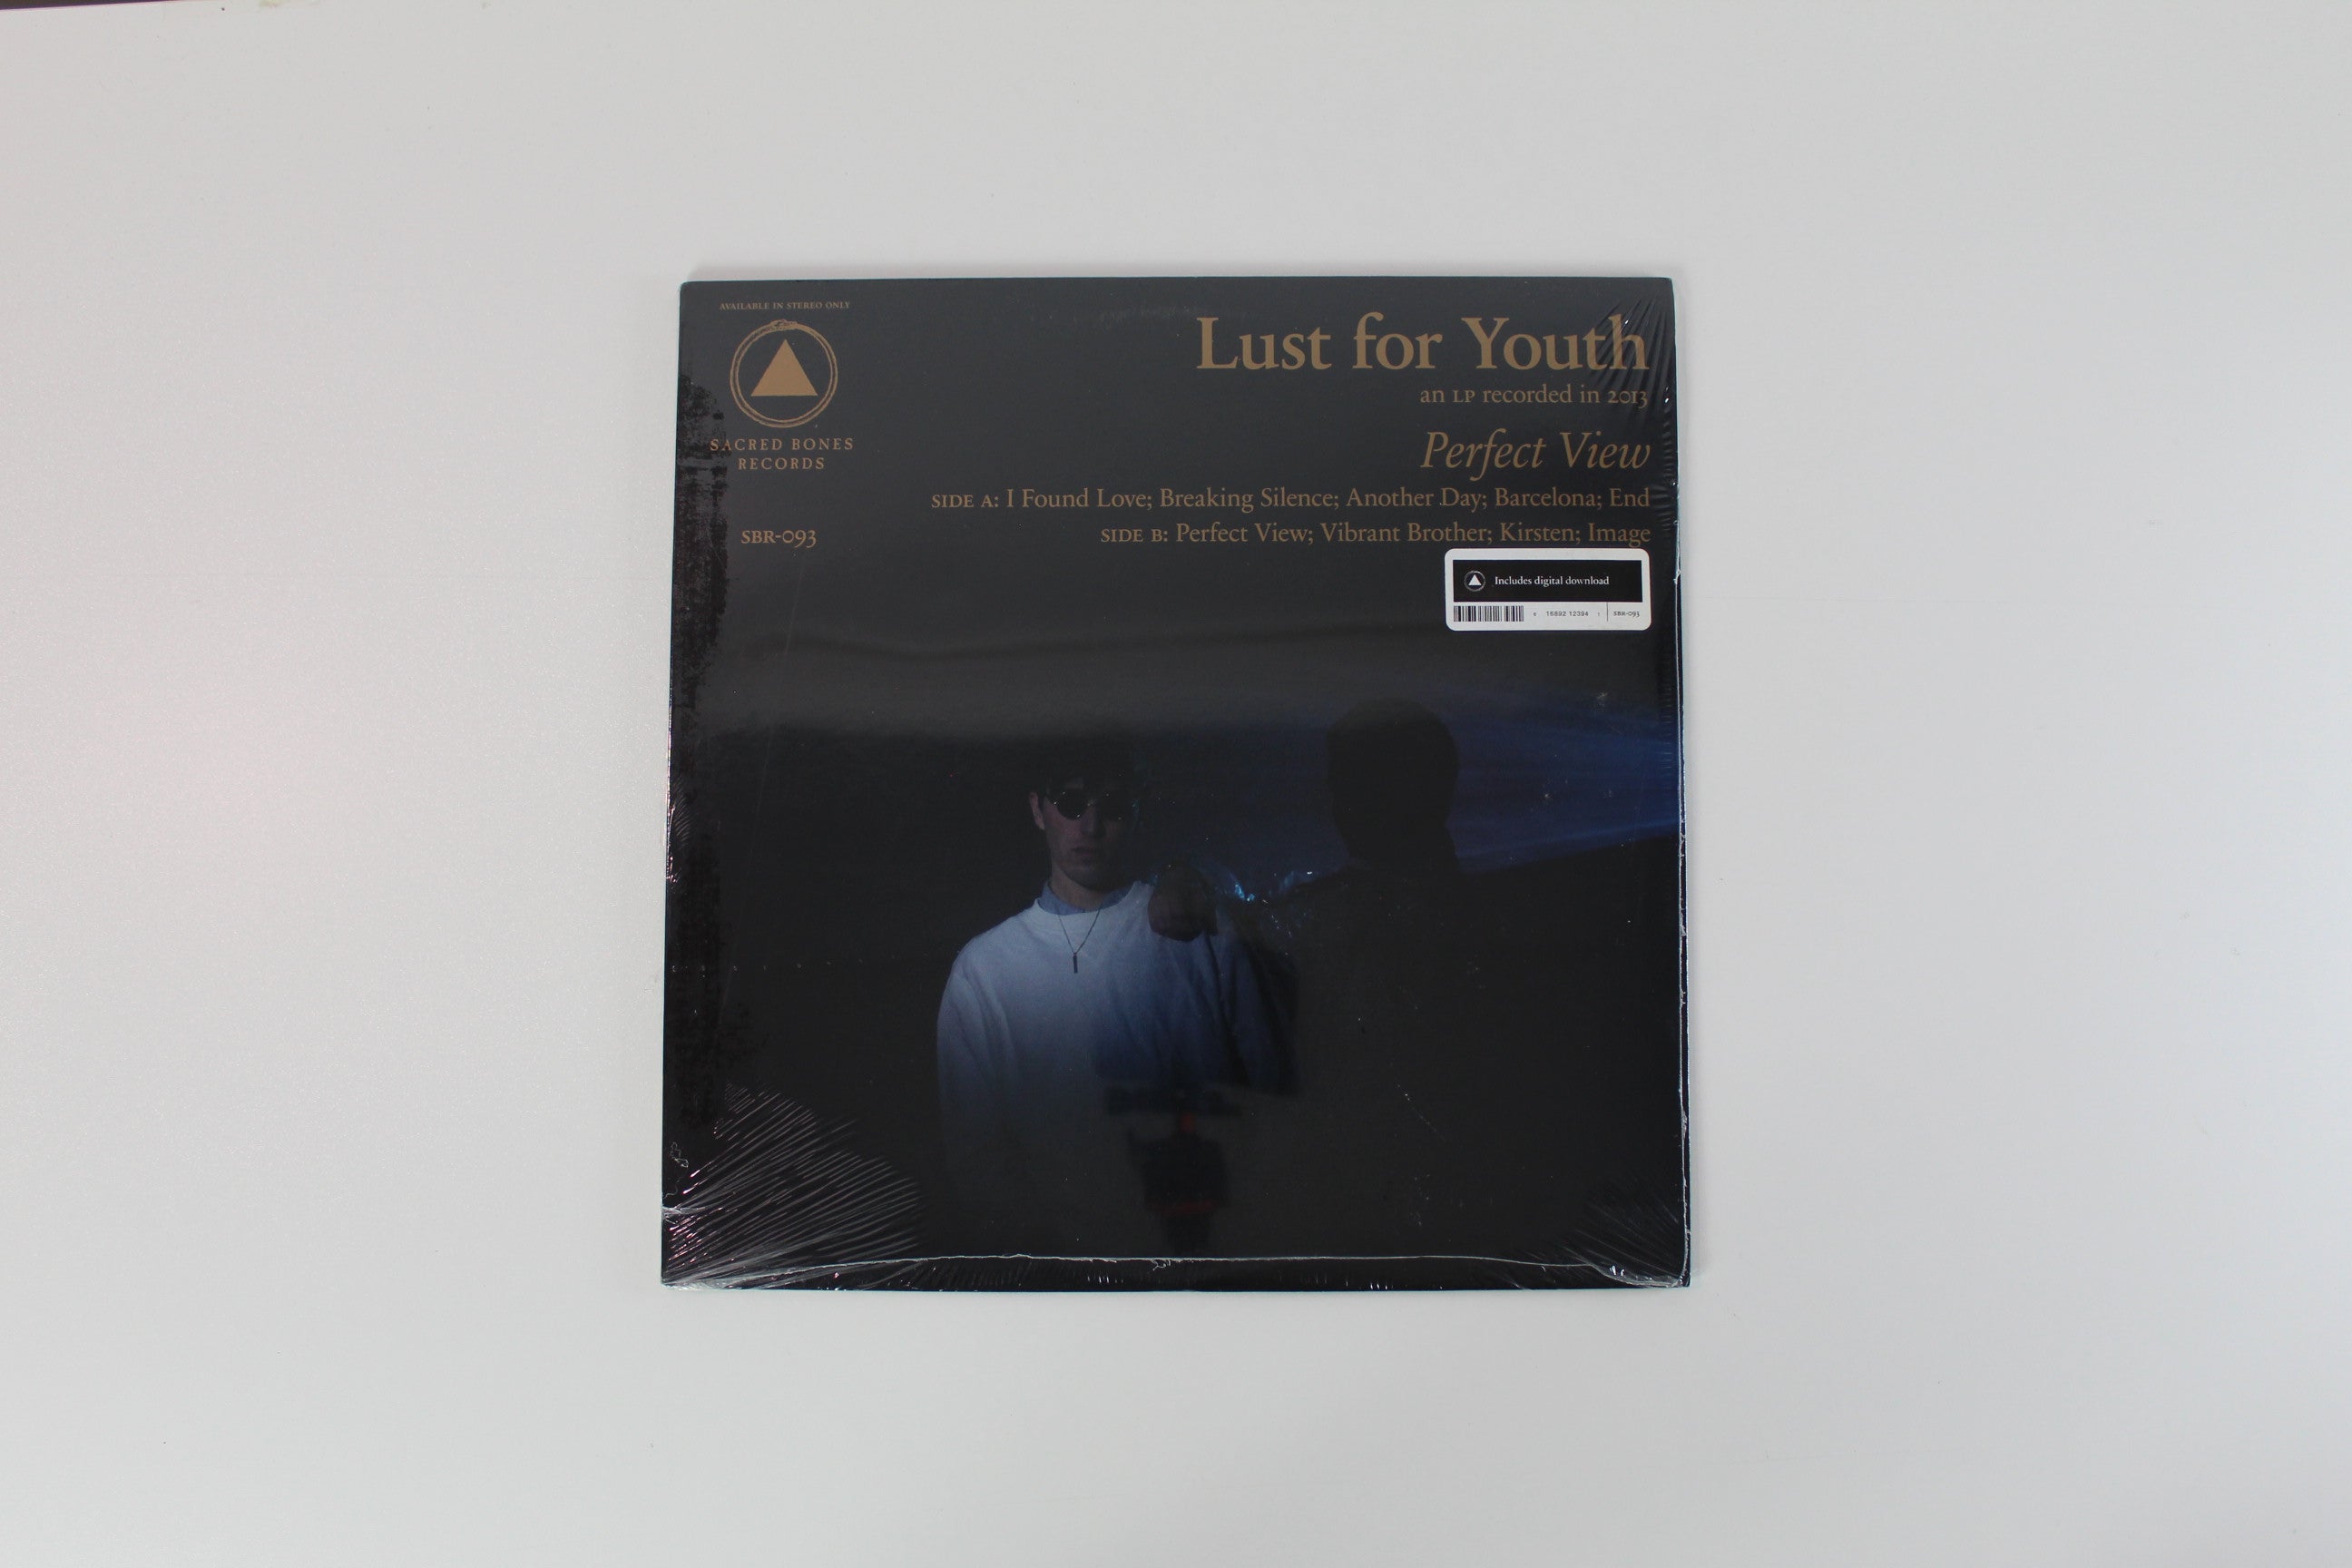 AVAILABLE IN STEREO ONLY
SACRED BONES
RECORDS
SBR-093
Lust for Youth
an LP recorded in 2013
Perfect View
SIDE A: I Found Love; Breaking Silence; Another Day; Barcelona; End
SIDE B: Perfect View; Vibrant Brother; Kirsten; Image
Includes digital download
16892 12394
SBR-093